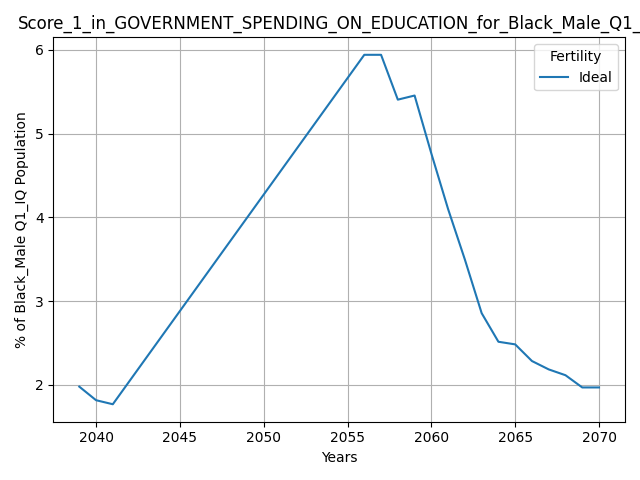 Score_1_in_GOVERNMENT_SPENDING_ON_EDUCATION_for_Black_Male_Q1_
Fertility
Ideal
% of Black_Male Q1_IQ Population
6
5
4
3
2
2040 2045 2050 2055 2060 2065 2070
Years